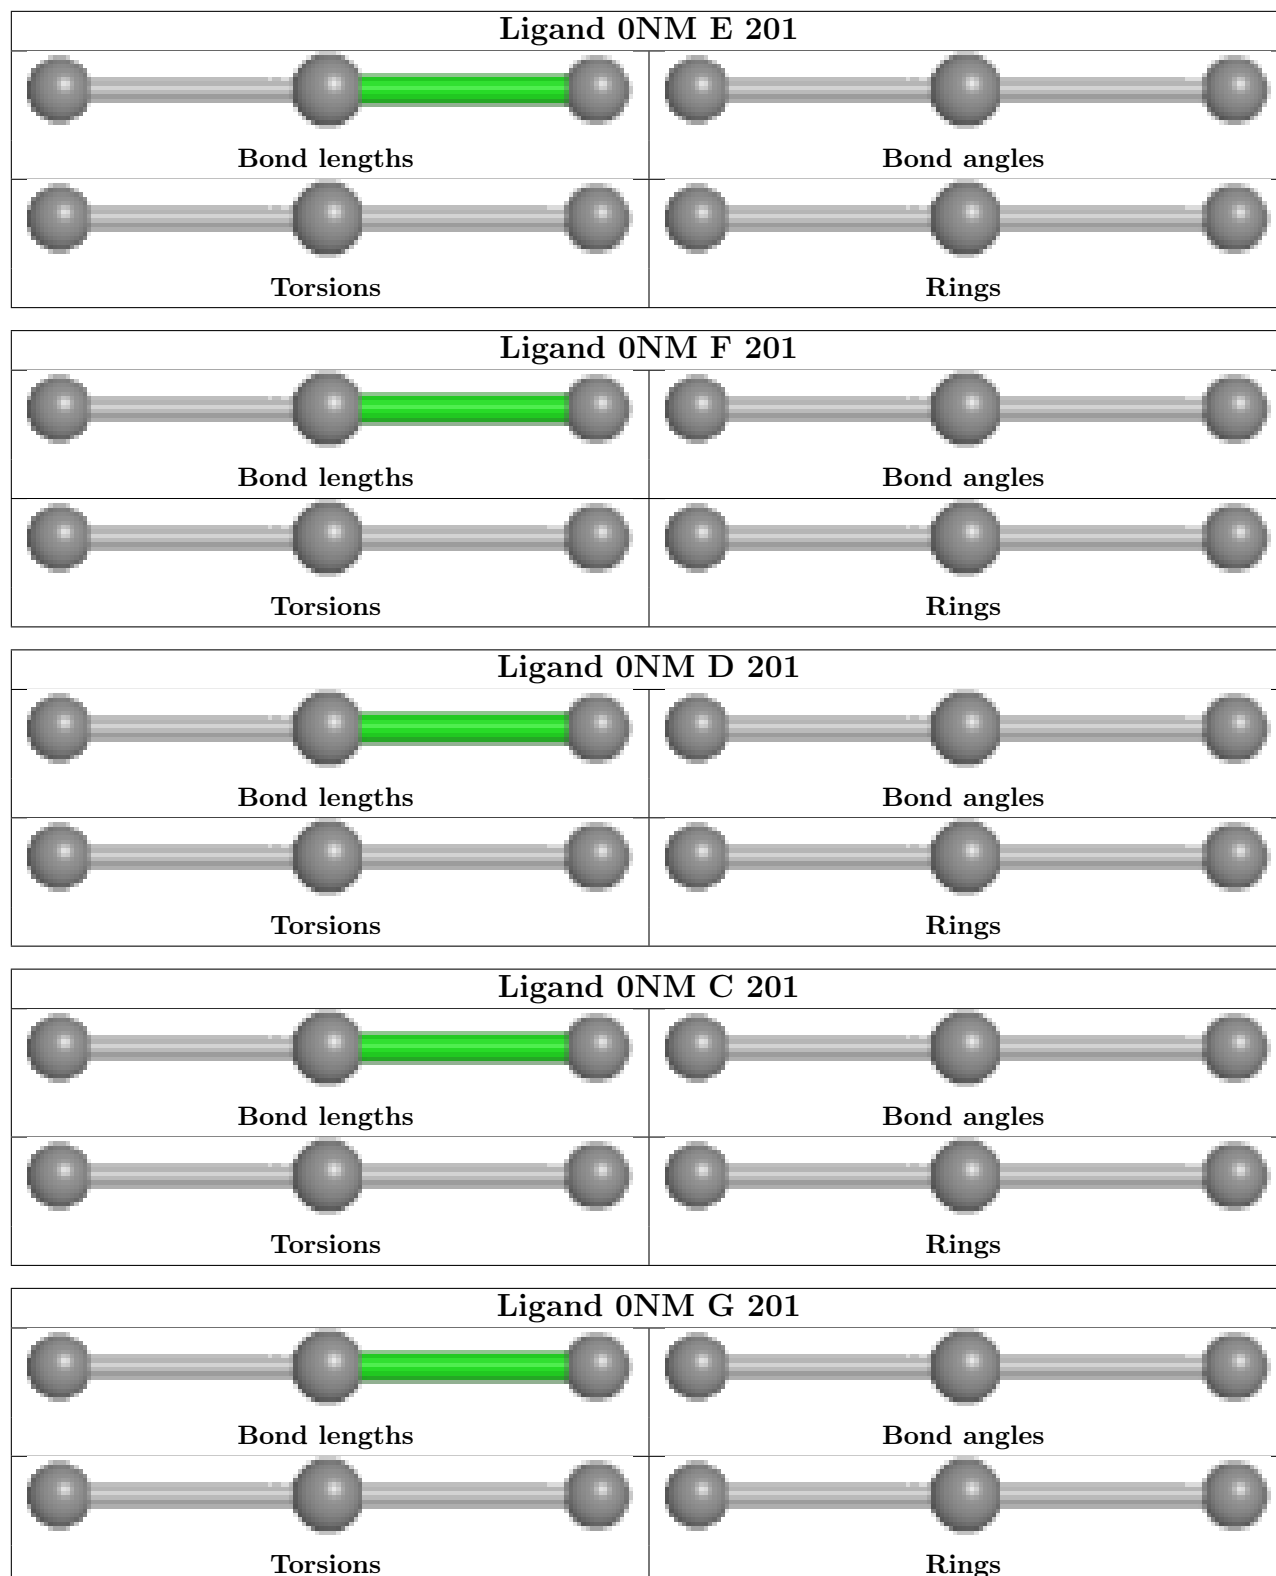 Ligand 0NM E 201
Bond lengths
Bond angles
Torsions
Rings
Ligand 0NM F 201
Bond lengths
Bond angles
Torsions
Rings
Ligand 0NM D 201
Bond lengths
Bond angles
Torsions
Rings
Ligand 0NM C 201
Bond lengths
Bond angles
Torsions
Rings
Ligand 0NM G 201
Bond lengths
Bond angles
Torsions
Rings